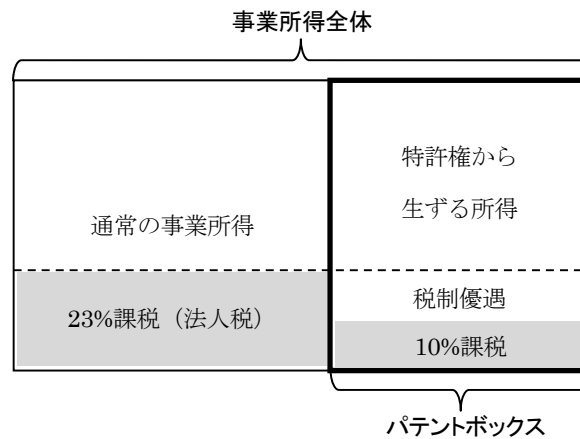 事業所得全体
通常の事業所得
23%課税（法人税）
特許権から
生ずる所得
税制優遇
10%課税
パテントボックス